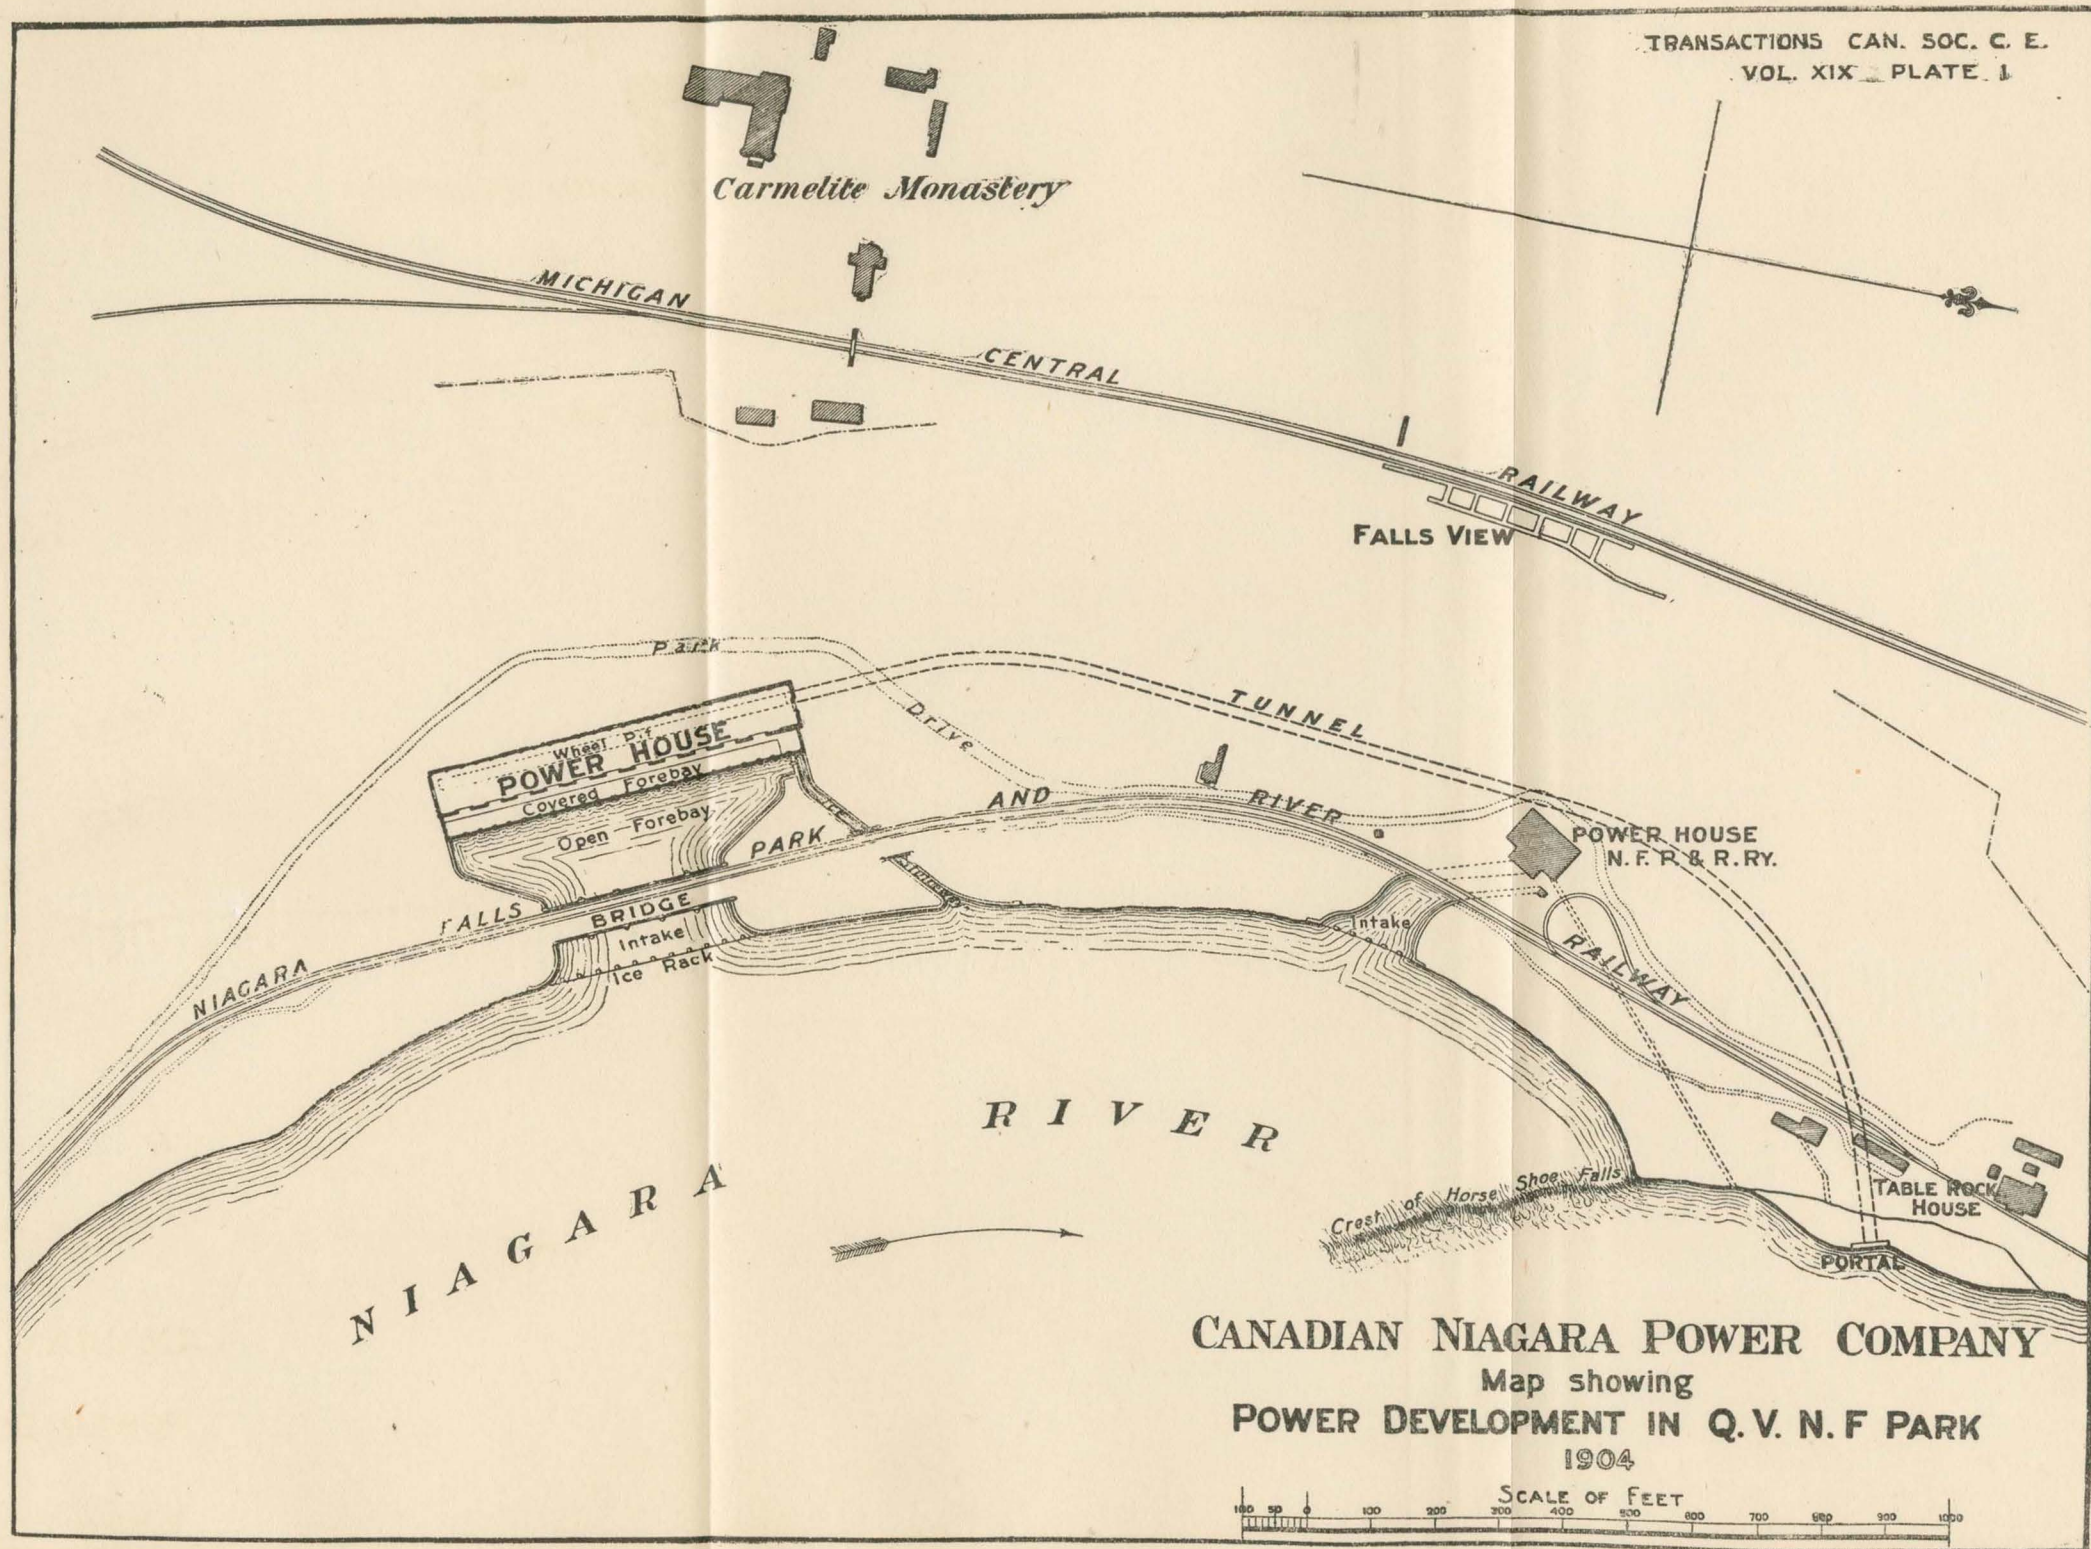 TRANSACTIONS CAN. SOC. C. E.
VOL. XIX PLATE 1
Carmelite Monastery
MICHIGAN CENTRAL RAILWAY
FALLS VIEW
Park Drive
TUNNEL
Wheel Pit
POWER HOUSE
Covered Forebay
Open Forebay
Ice
NIAGARA FALLS PARK AND RIVER RAILWAY
BRIDGE
Intake
Ice Rack
Intake
POWER HOUSE
N. F. P. & R. RY.
NIAGARA RIVER
Crest of Horse Shoe Falls
TABLE ROCK
HOUSE
PORTAL
CANADIAN NIAGARA POWER COMPANY
Map showing
POWER DEVELOPMENT IN Q. V. N. F PARK
1904
SCALE OF FEET
100 50 0 100 200 300 400 500 600 700 800 900 1000